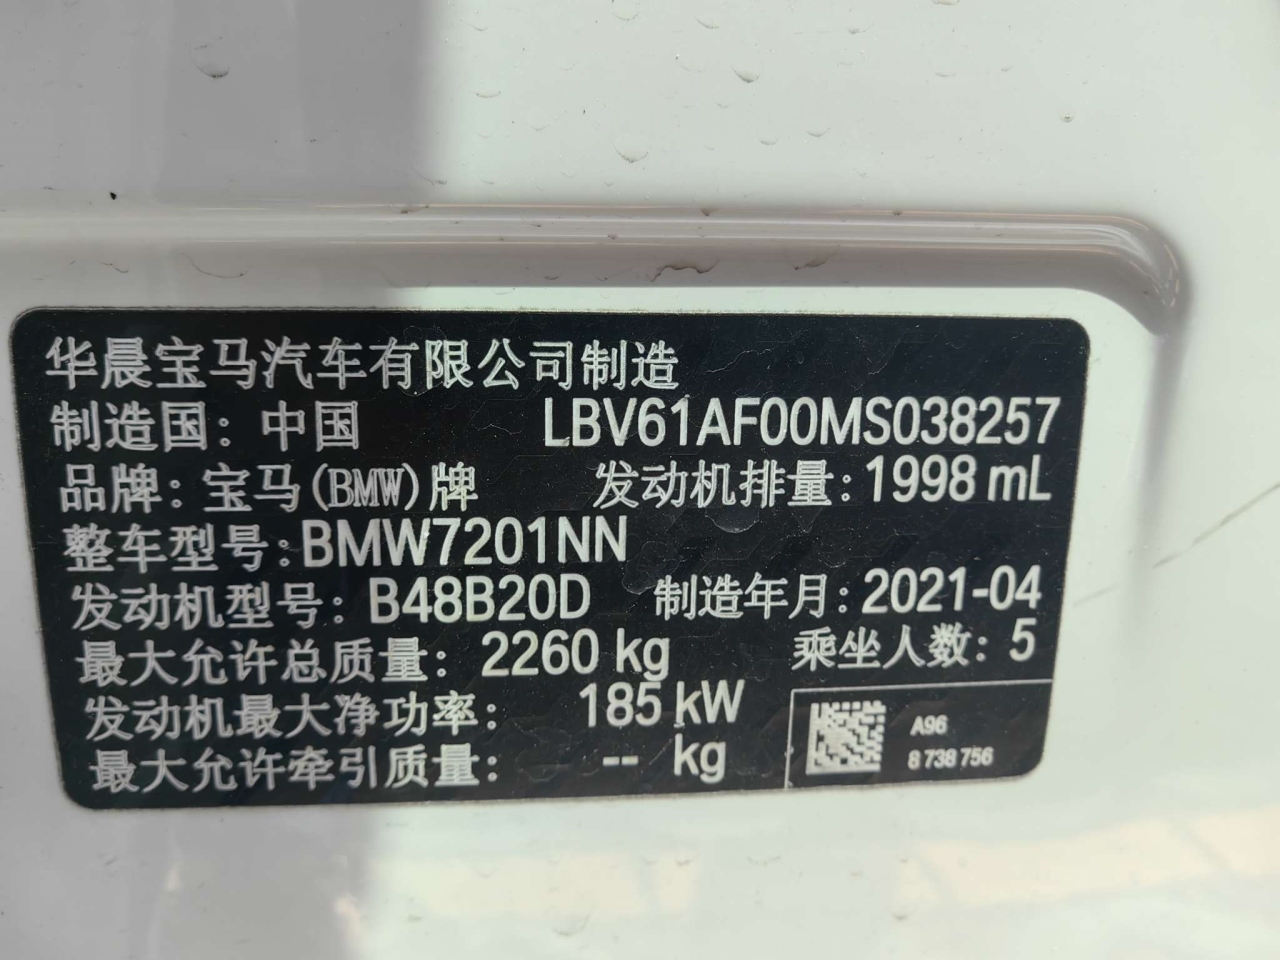 华晨宝马汽车有限公司制造
制造国：中国 LBV61AF00MS038257
品牌：宝马(BMW)牌 发动机排量：1998 mL
整车型号：BMW7201NN
发动机型号：B48B20D 制造年月：2021-04
最大允许总质量：2260 kg 乘坐人数：5
发动机最大净功率：185 kW
最大允许牵引质量：-- kg
A96
8 738 756